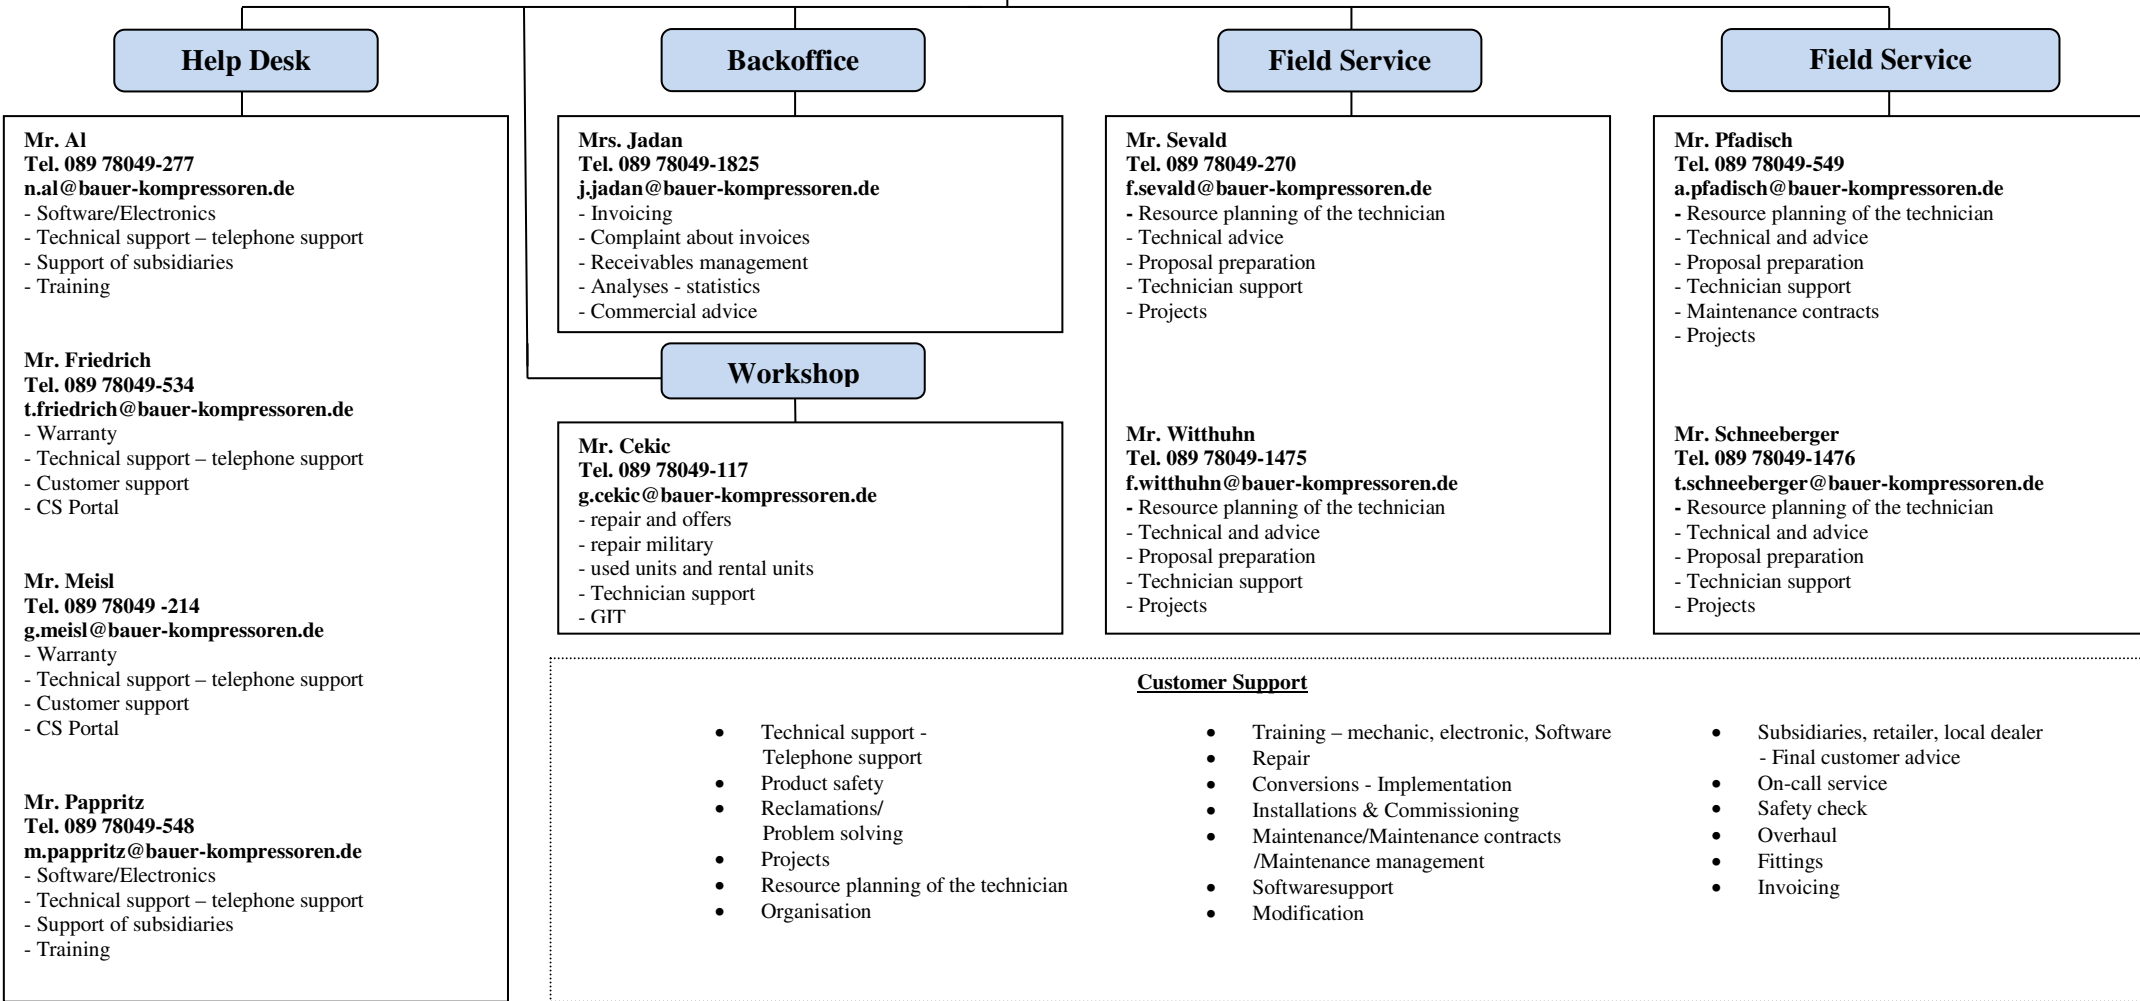 Help Desk
Mr. Al
Tel. 089 78049-277
n.al@bauer-kompressoren.de
- Software/Electronics
- Technical support – telephone support
- Support of subsidiaries
- Training
Mr. Friedrich
Tel. 089 78049-534
t.friedrich@bauer-kompressoren.de
- Warranty
- Technical support – telephone support
- Customer support
- CS Portal
Mr. Meisl
Tel. 089 78049 -214
g.meisl@bauer-kompressoren.de
- Warranty
- Technical support – telephone support
- Customer support
- CS Portal
Mr. Pappritz
Tel. 089 78049-548
m.pappritz@bauer-kompressoren.de
- Software/Electronics
- Technical support – telephone support
- Support of subsidiaries
- Training
Backoffice
Mrs. Jadan
Tel. 089 78049-1825
j.jadan@bauer-kompressoren.de
- Invoicing
- Complaint about invoices
- Receivables management
- Analyses - statistics
- Commercial advice
Workshop
Mr. Cekic
Tel. 089 78049-117
g.cekic@bauer-kompressoren.de
- repair and offers
- repair military
- used units and rental units
- Technician support
- GIT
Field Service
Mr. Sevald
Tel. 089 78049-270
f.sevald@bauer-kompressoren.de
- Resource planning of the technician
- Technical advice
- Proposal preparation
- Technician support
- Projects
Mr. Witthuhn
Tel. 089 78049-1475
f.witthuhn@bauer-kompressoren.de
- Resource planning of the technician
- Technical and advice
- Proposal preparation
- Technician support
- Projects
Field Service
Mr. Pfadisch
Tel. 089 78049-549
a.pfadisch@bauer-kompressoren.de
- Resource planning of the technician
- Technical and advice
- Proposal preparation
- Technician support
- Maintenance contracts
- Projects
Mr. Schneeberger
Tel. 089 78049-1476
t.schneeberger@bauer-kompressoren.de
- Resource planning of the technician
- Technical and advice
- Proposal preparation
- Technician support
- Projects
Customer Support
• Technical support -
Telephone support
• Product safety
• Reclamations/
Problem solving
• Projects
• Resource planning of the technician
• Organisation
• Training – mechanic, electronic, Software
• Repair
• Conversions - Implementation
• Installations & Commissioning
• Maintenance/Maintenance contracts
/Maintenance management
• Softwaresupport
• Modification
• Subsidiaries, retailer, local dealer
- Final customer advice
• On-call service
• Safety check
• Overhaul
• Fittings
• Invoicing